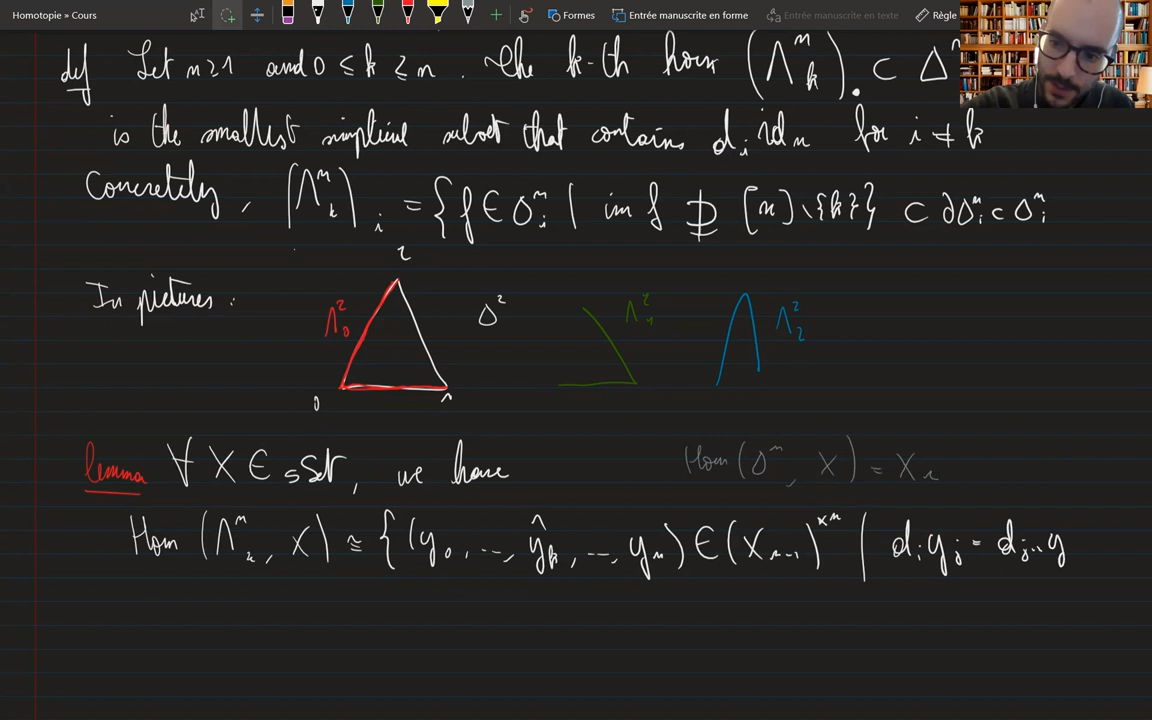 Homotopie » Cours
Formes
Entrée manuscrite en forme
Entrée manuscrite en texte
Règle
def Let n ≥ 1 and 0 ≤ k ≥ n. The k-th horn (Λⁿₖ)• ⊂ Δⁿ
is the smallest simplicial subset that contains dᵢ idₙ for i ≠ k
Concretely, (Λⁿₖ)ᵢ = {f ∈ Δⁿᵢ | im f ⊉ [n] \ {k}} ⊂ ∂Δⁿᵢ ⊂ Δⁿᵢ
2
In pictures: Λ²₀ Δ² Λ²₁ Λ²₂
0 1
lemma ∀ X ∈ sSet, we have Hom(Δⁿ, X) = Xₙ
Hom(Λⁿₖ, X) ≅ {(y₀, ..., ŷₖ, ..., yₙ) ∈ (Xₙ₋₁)^×ⁿ | dᵢyⱼ = dⱼ₋₁y